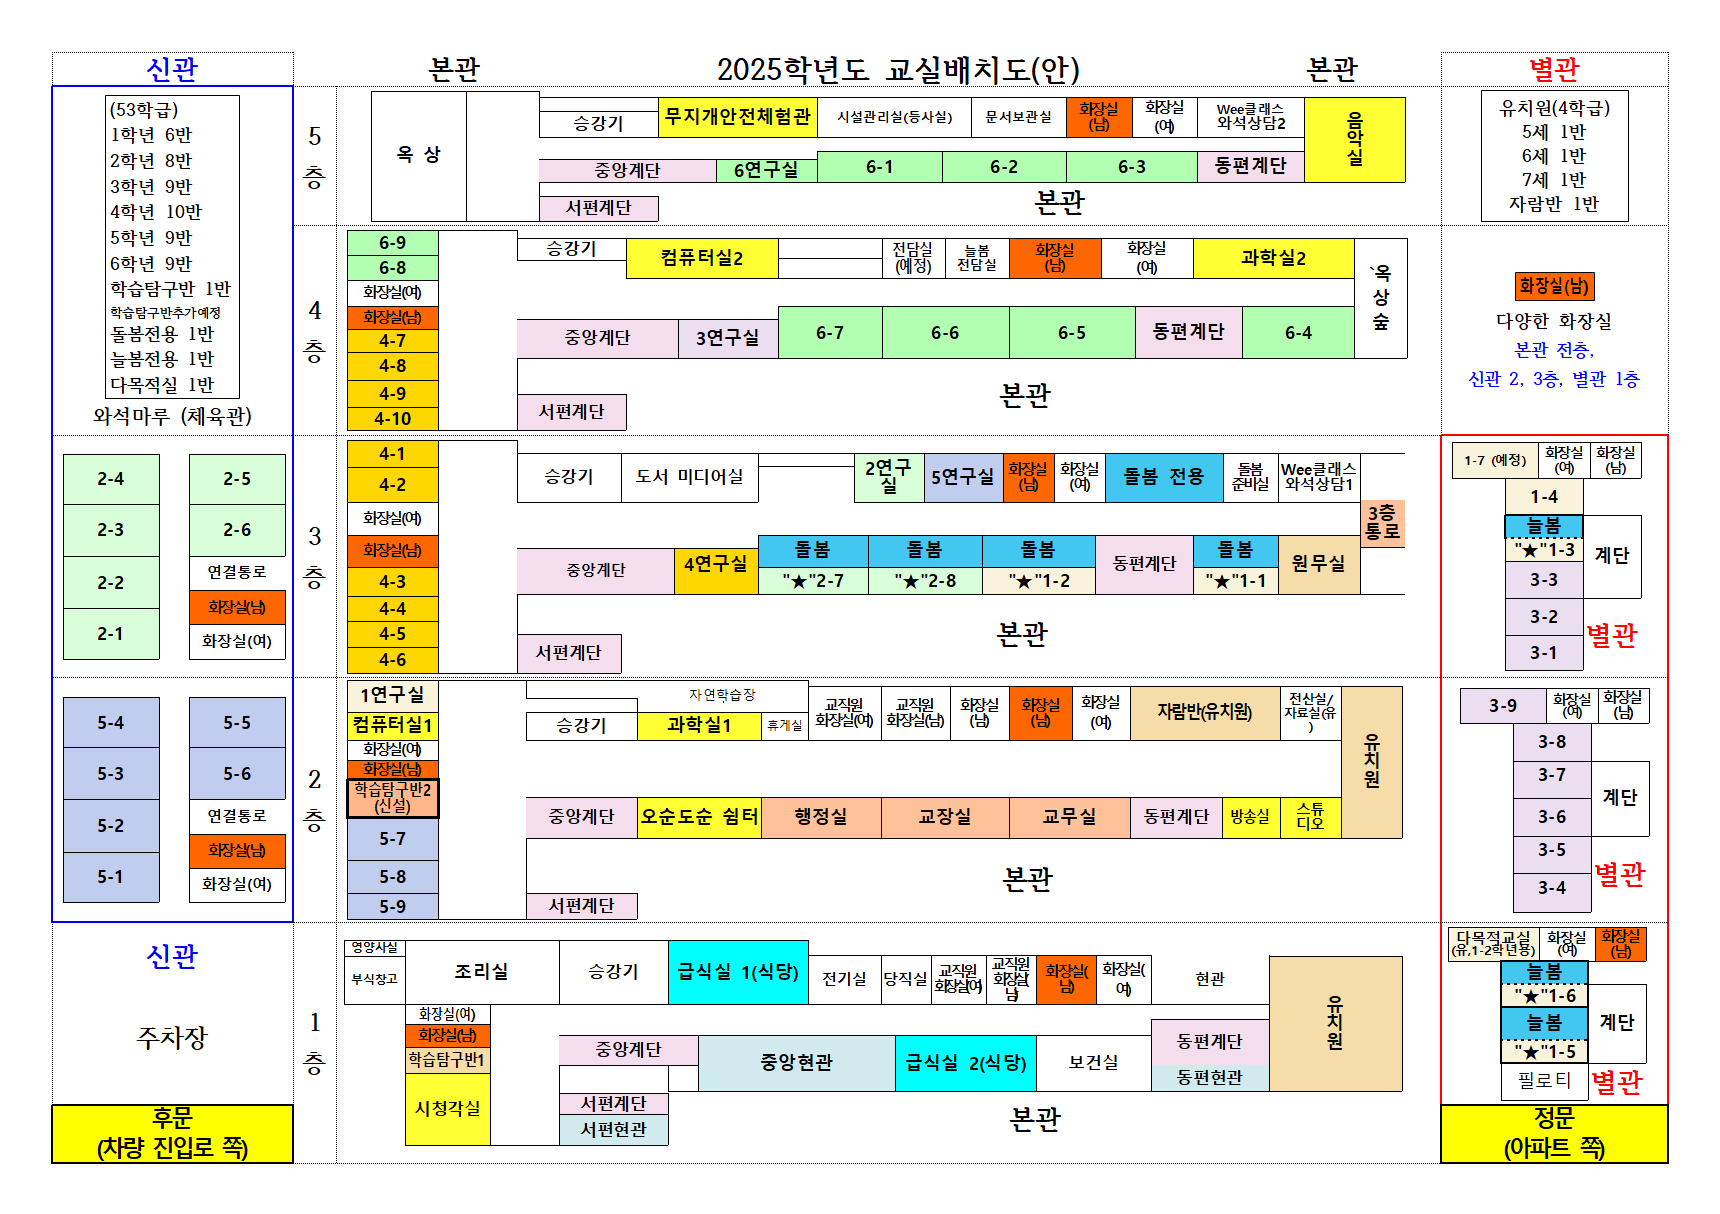 신관
본관
2025학년도 교실배치도(안)
본관
별관
(53학급)
1학년 6반
2학년 8반
3학년 9반
4학년 10반
5학년 9반
6학년 9반
학습탐구반 1반
학습탐구반추가예정
돌봄전용 1반
늘봄전용 1반
다목적실 1반
와석마루 (체육관)
5
층
옥 상
승강기
무지개안전체험관
시설관리실(등사실)
문서보관실
화장실
(남)
화장실
(여)
Wee클래스
와석상담2
음
악
실
중앙계단
6연구실
6-1
6-2
6-3
동편계단
서편계단
본관
유치원(4학급)
5세 1반
6세 1반
7세 1반
자람반 1반
4
층
6-9
6-8
화장실(여)
화장실(남)
4-7
4-8
4-9
4-10
승강기
컴퓨터실2
전담실
(예정)
늘봄
전담실
화장실
(남)
화장실
(여)
과학실2
`옥
상
숲
중앙계단
3연구실
6-7
6-6
6-5
동편계단
6-4
서편계단
본관
화장실(남)
다양한 화장실
본관 전층,
신관 2, 3층, 별관 1층
2-4
2-3
2-2
2-1
2-5
2-6
연결통로
화장실(남)
화장실(여)
3
층
4-1
4-2
화장실(여)
화장실(남)
4-3
4-4
4-5
4-6
승강기
도서 미디어실
2연구
실
5연구실
화장실
(남)
화장실
(여)
돌봄 전용
돌봄
준비실
Wee클래스
와석상담1
3층
통로
중앙계단
4연구실
돌봄
"★"2-7
돌봄
"★"2-8
돌봄
"★"1-2
동편계단
돌봄
"★"1-1
원무실
서편계단
본관
1-7 (예정)
화장실
(여)
화장실
(남)
1-4
늘봄
"★"1-3
3-3
3-2
3-1
계단
별관
5-4
5-3
5-2
5-1
5-5
5-6
연결통로
화장실(남)
화장실(여)
2
층
1연구실
컴퓨터실1
화장실(여)
화장실(남)
학습탐구반2
(신설)
5-7
5-8
5-9
자연학습장
승강기
과학실1
휴게실
교직원
화장실(여)
교직원
화장실(남)
화장실
(남)
화장실
(남)
화장실
(여)
자람반(유치원)
전산실/
자료실(유
)
유
치
원
중앙계단
오순도순 쉼터
행정실
교장실
교무실
동편계단
방송실
스튜
디오
서편계단
본관
3-9
화장실
(여)
화장실
(남)
3-8
3-7
3-6
3-5
3-4
계단
별관
신관
주차장
후문
(차량 진입로 쪽)
1
층
영양사실
부식창고
조리실
승강기
급식실 1(식당)
전기실
당직실
교직원
화장실(여)
교직원
화장실(
남)
화장실(
남)
화장실(
여)
현관
유
치
원
화장실(여)
화장실(남)
학습탐구반1
시청각실
중앙계단
중앙현관
급식실 2(식당)
보건실
동편계단
동편현관
서편계단
서편현관
본관
다목적교실
(유,1-2학년용)
화장실
(여)
화장실
(남)
늘봄
"★"1-6
늘봄
"★"1-5
필로티
계단
별관
정문
(아파트 쪽)